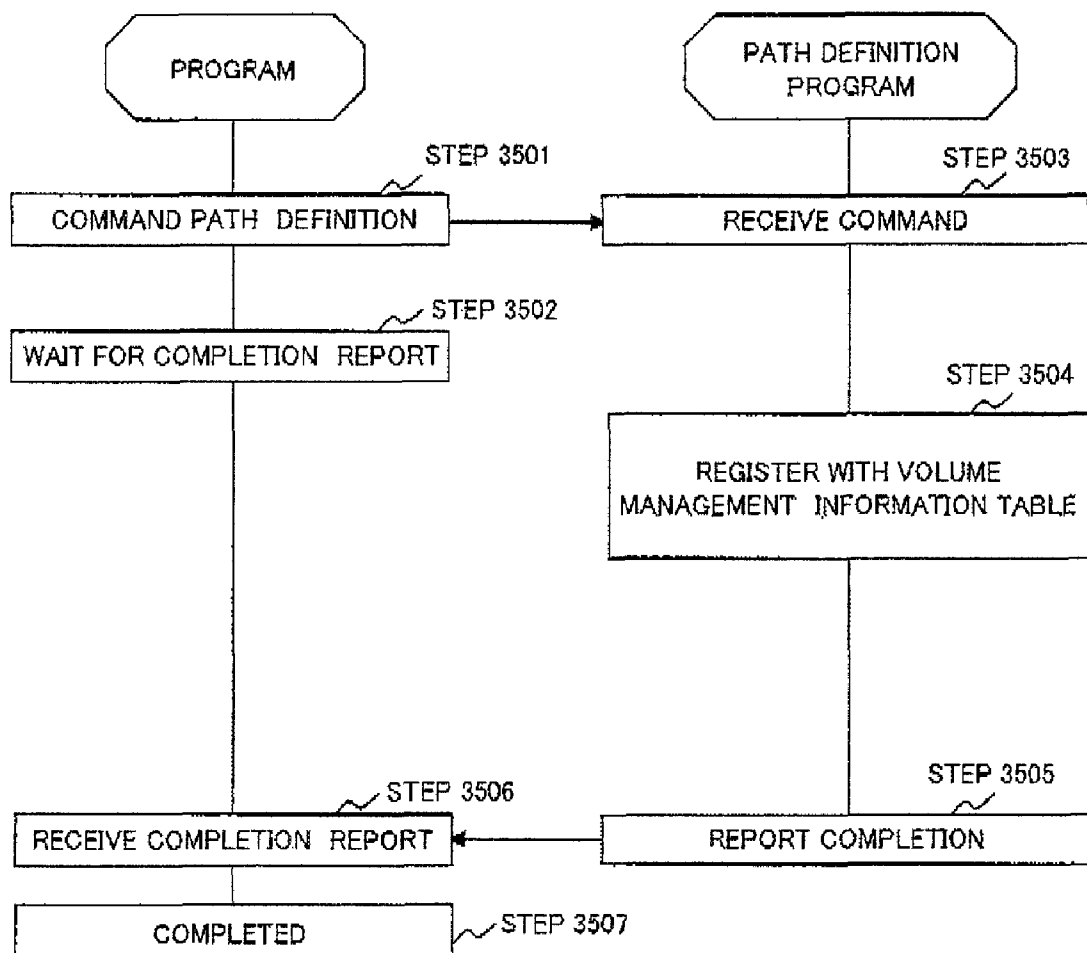 PROGRAM
PATH DEFINITION
PROGRAM
STEP 3501
STEP 3503
COMMAND PATH DEFINITION
RECEIVE COMMAND
STEP 3502
WAIT FOR COMPLETION REPORT
STEP 3504
REGISTER WITH VOLUME
MANAGEMENT INFORMATION TABLE
STEP 3506
STEP 3505
RECEIVE COMPLETION REPORT
REPORT COMPLETION
COMPLETED
STEP 3507